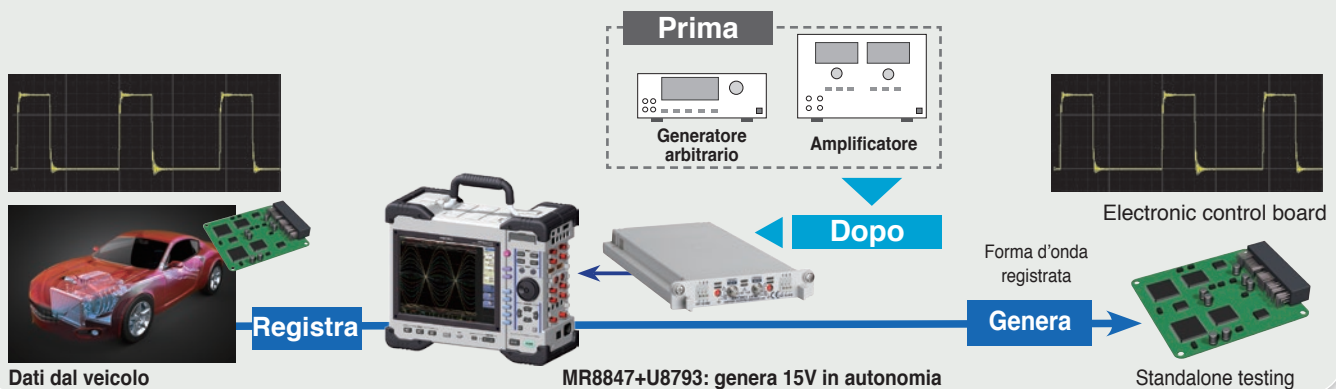 Prima
Generatore
arbitrario
Amplificatore
Dopo
Electronic control board
Forma d'onda
registrata
Registra
Genera
Dati dal veicolo
MR8847+U8793: genera 15V in autonomia
Standalone testing